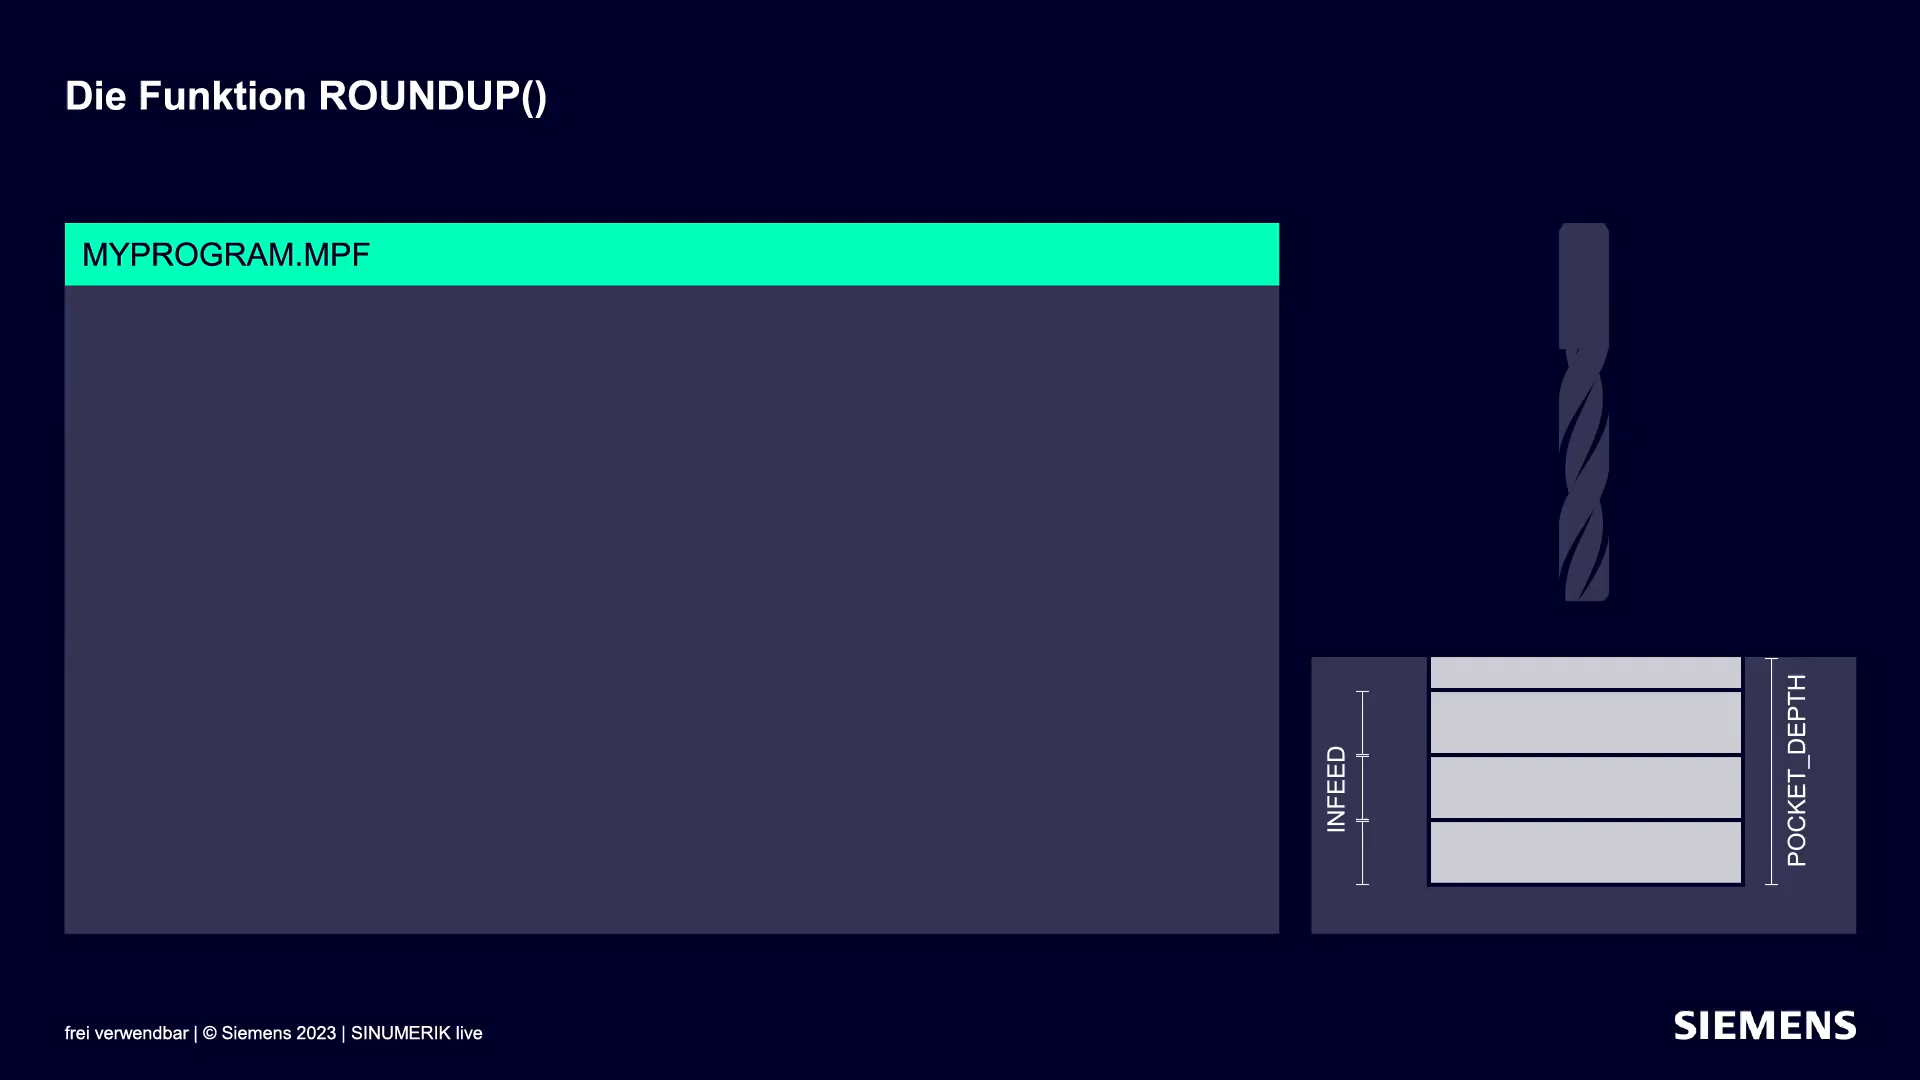 Die Funktion ROUNDUP()
MYPROGRAM.MPF
INFEED
POCKET_DEPTH
frei verwendbar | © Siemens 2023 | SINUMERIK live
SIEMENS